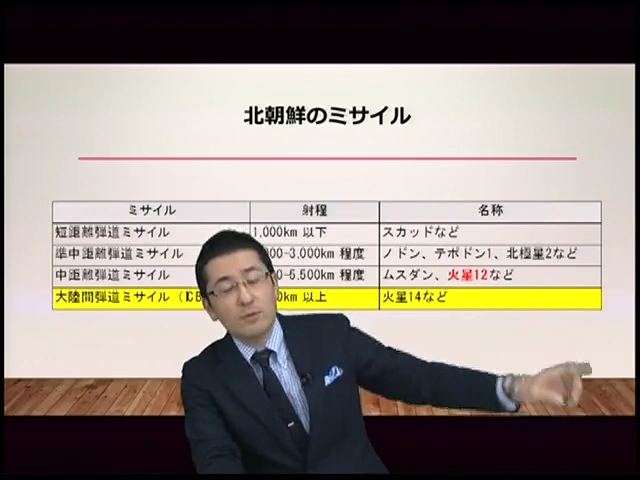 北朝鮮のミサイル
ミサイル 射程 名称
短距離弾道ミサイル 1,000km 以下 スカッドなど
準中距離弾道ミサイル 000-3,000km 程度 ノドン、テポドン1、北極星2など
中距離弾道ミサイル 0-5,500km 程度 ムスダン、火星12など
大陸間弾道ミサイル (ICB 0km 以上 火星14など